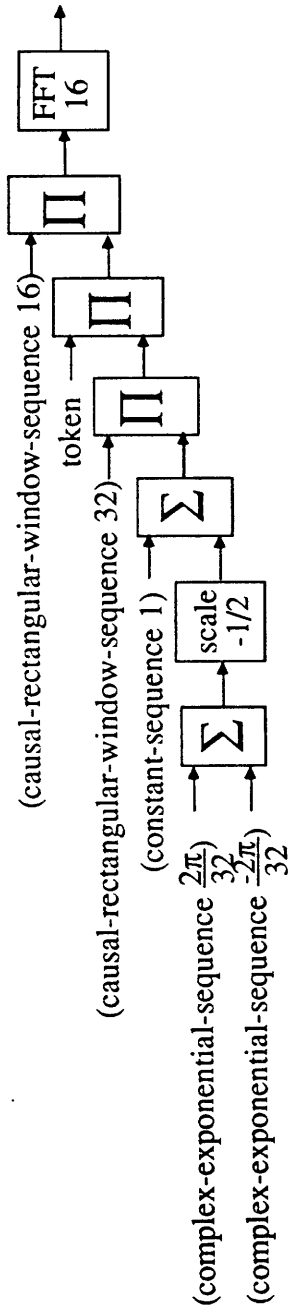 FFT
16
∏
(causal-rectangular-window-sequence 16)
∏
token
∏
(causal-rectangular-window-sequence 32)
Σ
(constant-sequence 1)
scale
-1/2
Σ
(complex-exponential-sequence 2π/32)
(complex-exponential-sequence -2π/32)